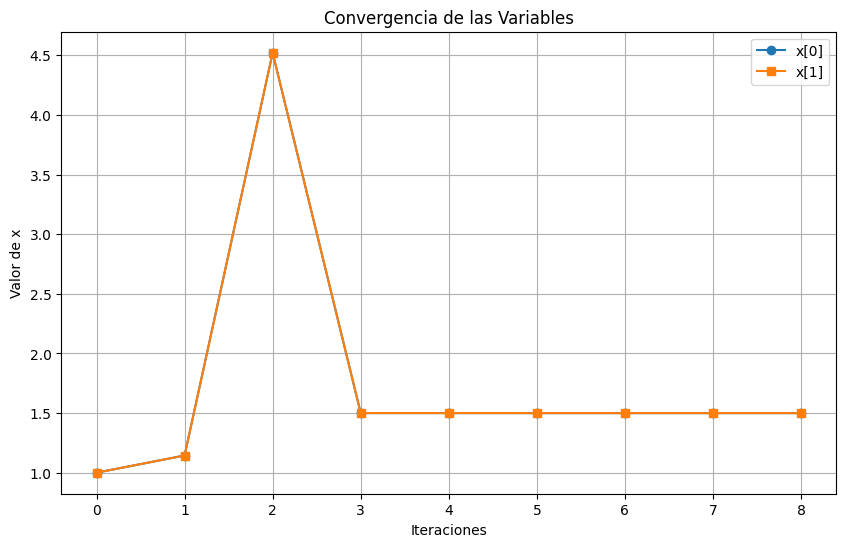 Convergencia de las Variables
x[0]
x[1]
Valor de x
4.5
4.0
3.5
3.0
2.5
2.0
1.5
1.0
0 1 2 3 4 5 6 7 8
Iteraciones